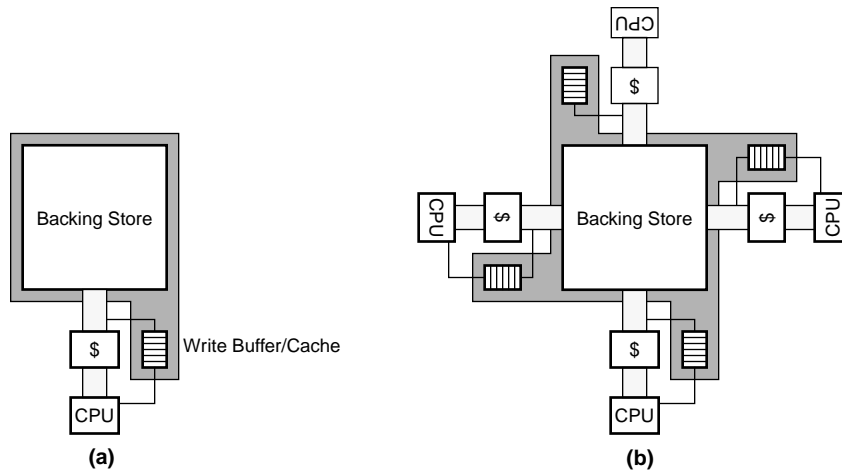 CPU
$
Backing Store
$
Write Buffer/Cache
CPU
(a)
CPU
$
Backing Store
$
CPU
$
CPU
(b)